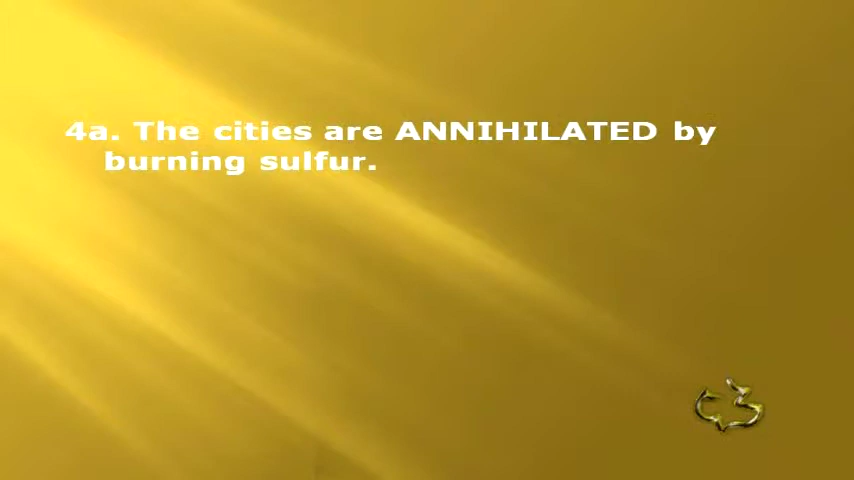 4a. The cities are ANNIHILATED by
burning sulfur.